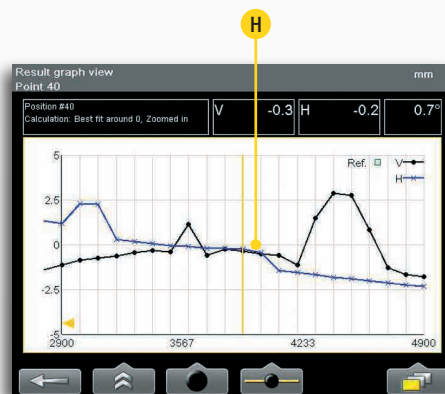 H
Result graph view mm
Point 40
Position #40
Calculation: Best fit around 0, Zoomed in
V -0.3 H -0.2 0.7°
Ref. V
H
5
2.5
0
-2.5
-5
2900 3567 4233 4900